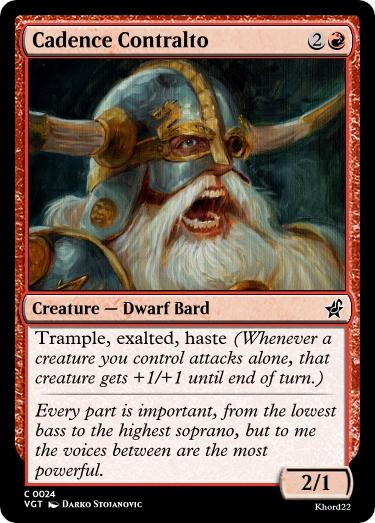 Cadence Contralto 2
Creature — Dwarf Bard
Trample, exalted, haste (Whenever a
creature you control attacks alone, that
creature gets +1/+1 until end of turn.)
Every part is important, from the lowest
bass to the highest soprano, but to me
the voices between are the most
powerful.
2/1
C 0024
VGT Darko Stojanovic
Khord22